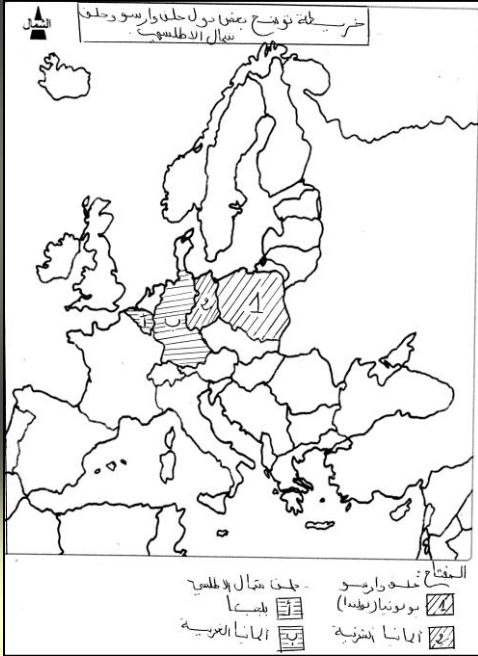 الشمال
خريطة توضح بعض دول حلف وارسو وحلف
شمال الاطلسي
1
2
ب
أ
المفتاح:
حلف وارسو
حلف شمال الاطلسي
1 بولونيا (بولندا)
أ بلجيكا
2 ألمانيا الشرقية
ب ألمانيا الغربية